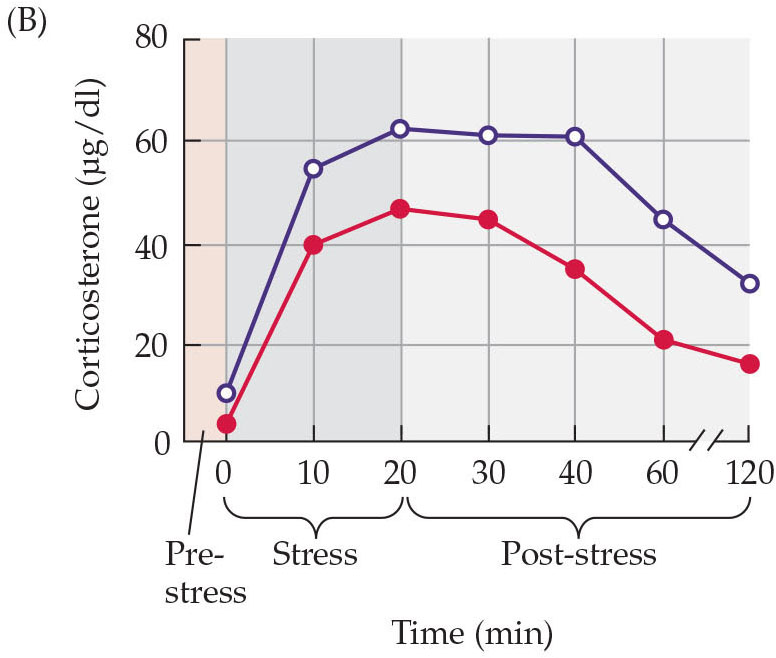 (B)
80
60
40
20
0
Corticosterone (μg/dl)
0 10 20 30 40 60 120
Pre-
stress
Stress
Post-stress
Time (min)